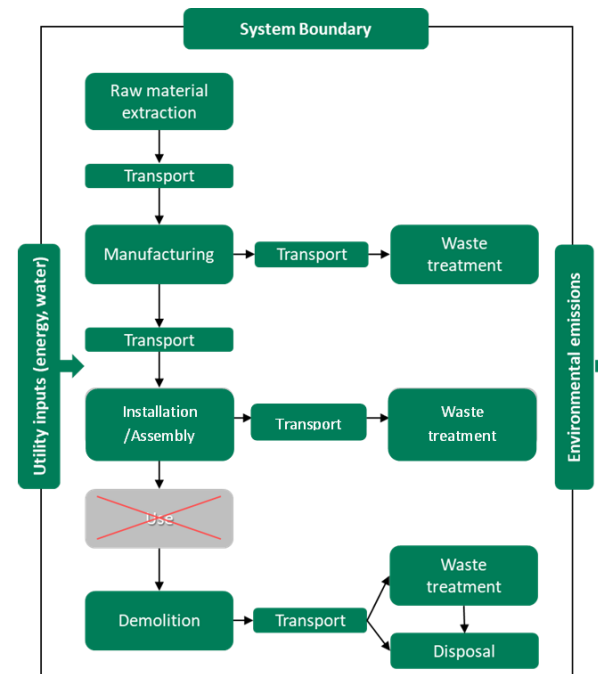 System Boundary
Raw material
extraction
Transport
Manufacturing
Transport
Waste
treatment
Transport
Utility inputs (energy, water)
Environmental emissions
Installation
/Assembly
Transport
Waste
treatment
Use
Demolition
Transport
Waste
treatment
Disposal